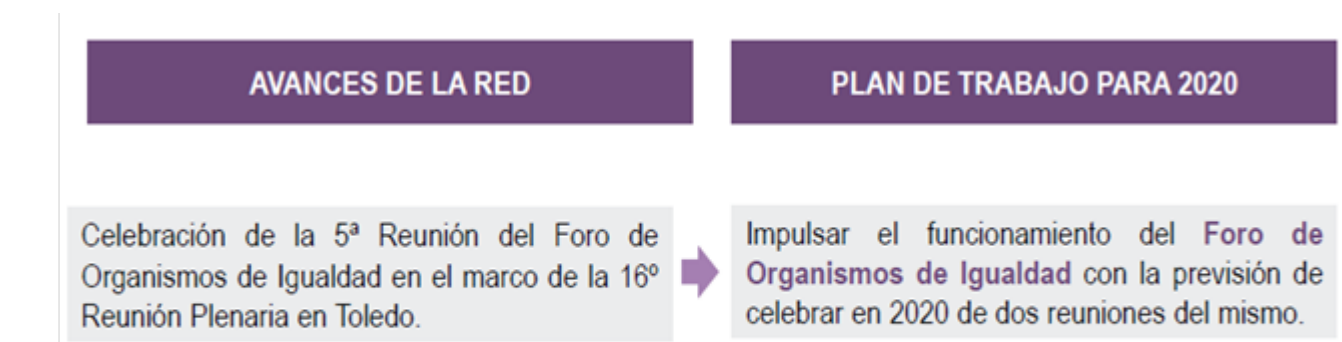 AVANCES DE LA RED
PLAN DE TRABAJO PARA 2020
Celebración de la 5ª Reunión del Foro de
Organismos de Igualdad en el marco de la 16º
Reunión Plenaria en Toledo.
Impulsar el funcionamiento del Foro de
Organismos de Igualdad con la previsión de
celebrar en 2020 de dos reuniones del mismo.